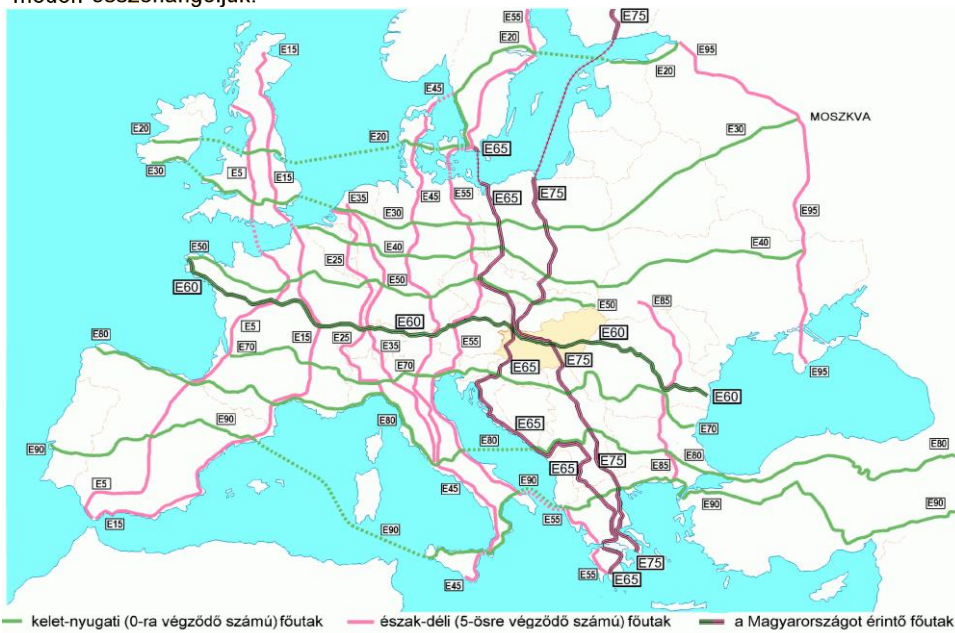 módon összehangoljuk.
E15
E55
E75
E20
E95
E20
E45
MOSZKVA
E20
E20
E30
E65
E30
E5
E15
E35
E45
E55
E65
E75
E30
E95
E50
E25
E40
E40
E60
E50
E50
E85
E80
E5
E15
E25
E60
E35
E55
E60
E70
E70
E65
E75
E95
E60
E90
E80
E65
E70
E90
E80
E65
E75
E85
E80
E80
E5
E45
E90
E55
E90
E90
E15
E90
E45
E55
E65
E75
kelet-nyugati (0-ra végződő számú) főutak
észak-déli (5-ösre végződő számú) főutak
a Magyarországot érintő főutak